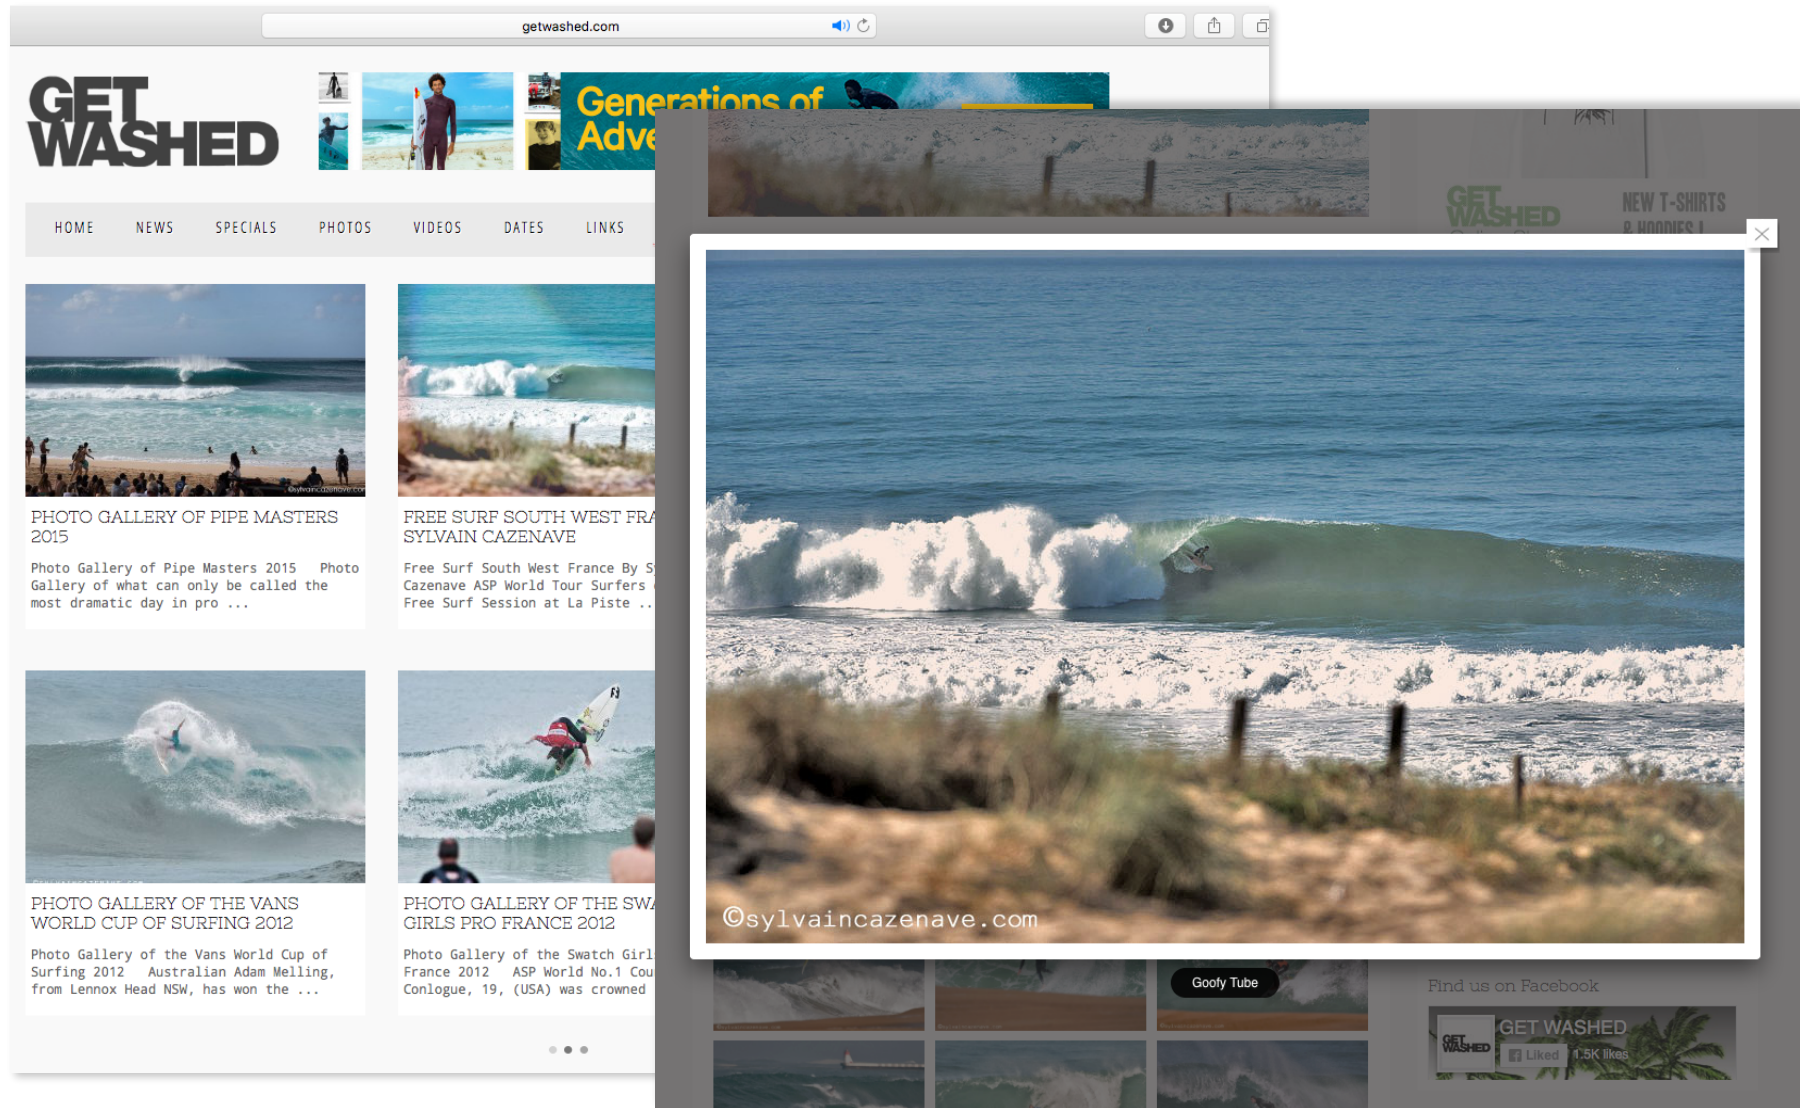 getwashed.com
GET
WASHED
Generations of
Adve
HOME NEWS SPECIALS PHOTOS VIDEOS DATES LINKS
©sylvaincazenave.com
PHOTO GALLERY OF PIPE MASTERS
2015
Photo Gallery of Pipe Masters 2015 Photo
Gallery of what can only be called the
most dramatic day in pro ...
FREE SURF SOUTH WEST FRA
SYLVAIN CAZENAVE
Free Surf South West France By S
Cazenave ASP World Tour Surfers
Free Surf Session at La Piste ..
PHOTO GALLERY OF THE VANS
WORLD CUP OF SURFING 2012
Photo Gallery of the Vans World Cup of
Surfing 2012 Australian Adam Melling,
from Lennox Head NSW, has won the ...
PHOTO GALLERY OF THE SWA
GIRLS PRO FRANCE 2012
Photo Gallery of the Swatch Girl
France 2012 ASP World No.1 Cou
Conlogue, 19, (USA) was crowned
GET
WASHED
NEW T-SHIRTS
& HOODIES !
©sylvaincazenave.com
Goofy Tube
Find us on Facebook
GET
WASHED
GET WASHED
Liked 1.5K likes